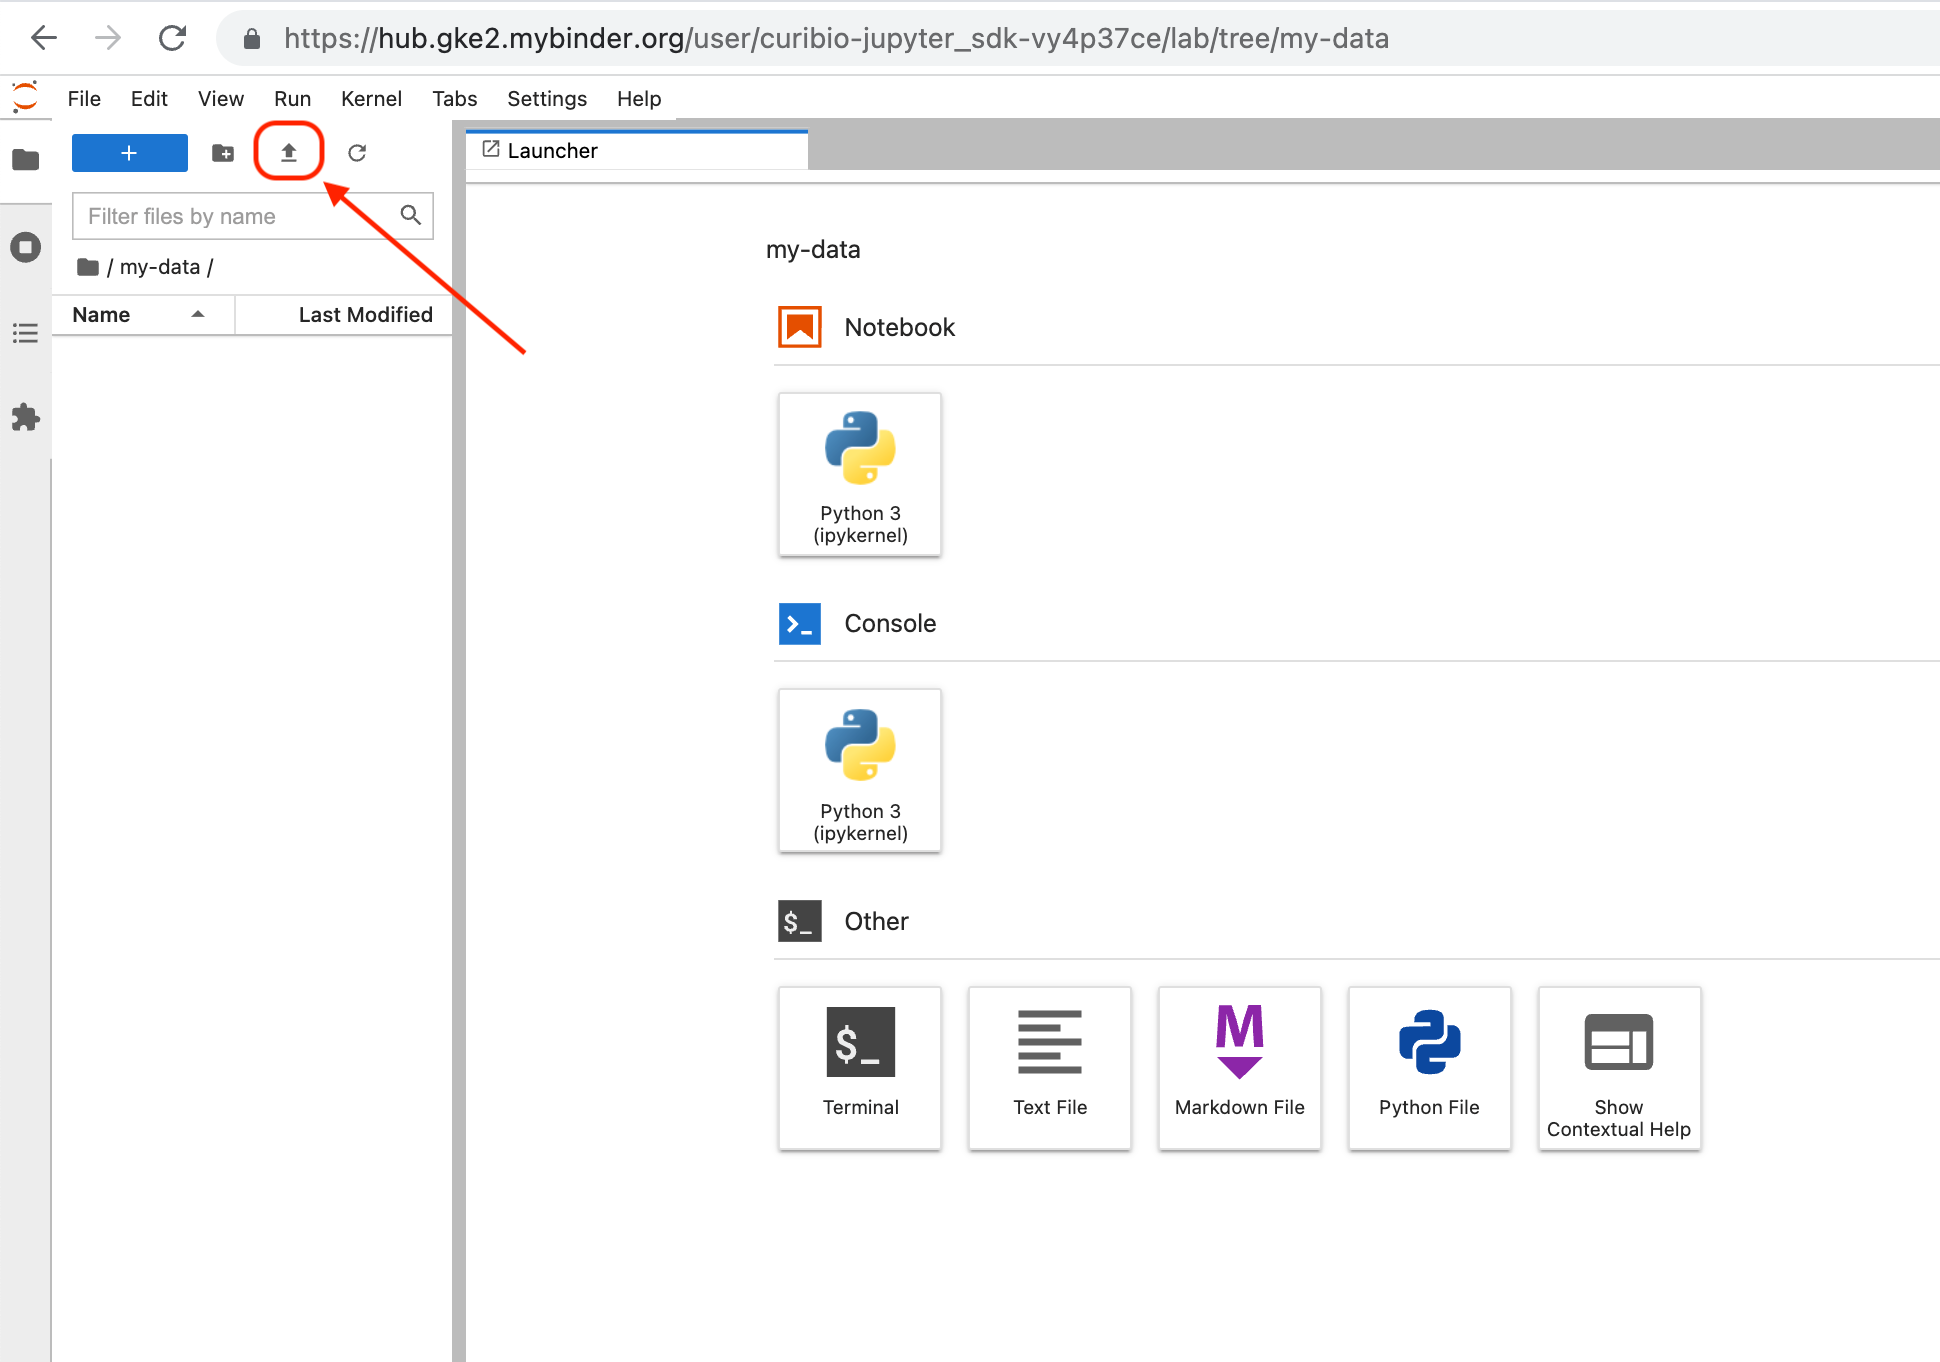 https://hub.gke2.mybinder.org/user/curibio-jupyter_sdk-vy4p37ce/lab/tree/my-data
File Edit View Run Kernel Tabs Settings Help
+
Launcher
Filter files by name
/ my-data /
Name Last Modified
my-data
Notebook
Python 3
(ipykernel)
Console
Python 3
(ipykernel)
$_ Other
$_
Terminal
Text File
M
Markdown File
Python File
Show
Contextual Help